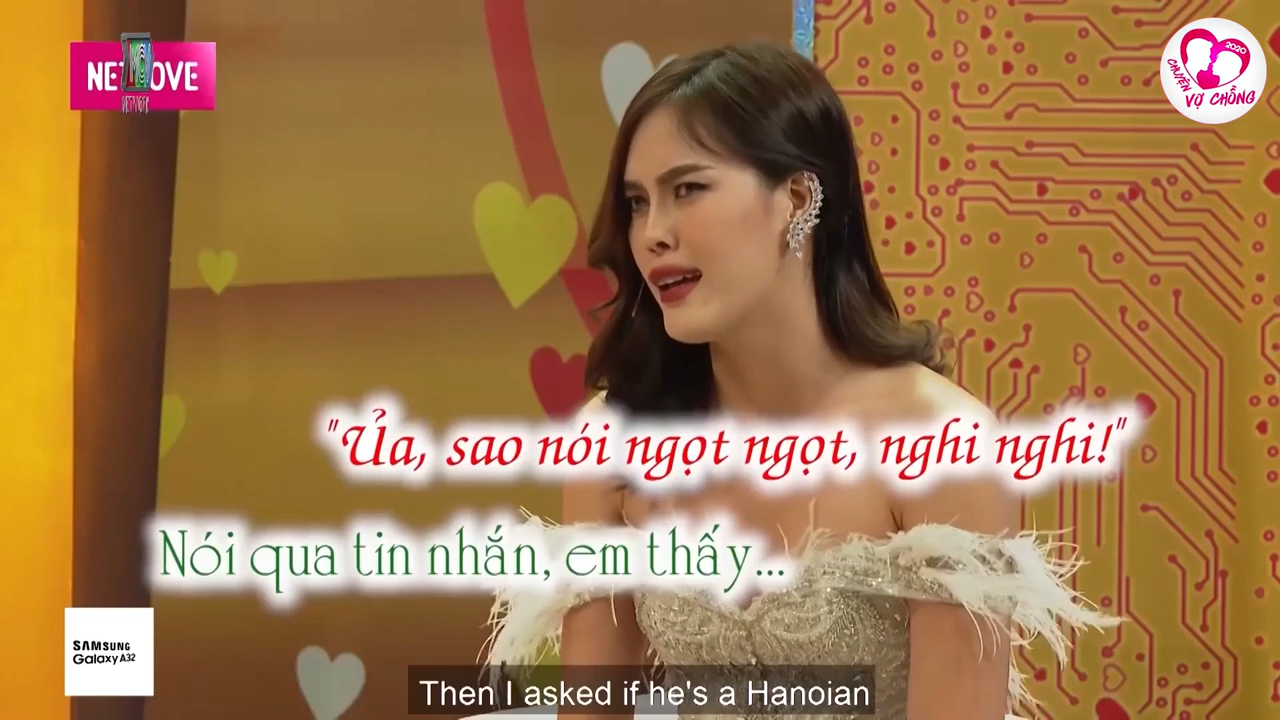 NETLOVE
2020
CHUYỆN
VỢ CHỒNG
"Ủa, sao nói ngọt ngọt, nghi nghi!"
Nói qua tin nhắn, em thấy...
SAMSUNG
Galaxy A32
Then I asked if he's a Hanoian